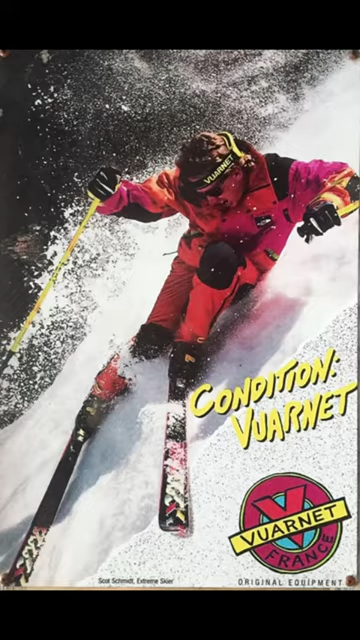 VUARNET
CONDITION:
VUARNET
VUARNET
FRANCE
Scot Schmidt, Extreme Skier
ORIGINAL EQUIPMENT